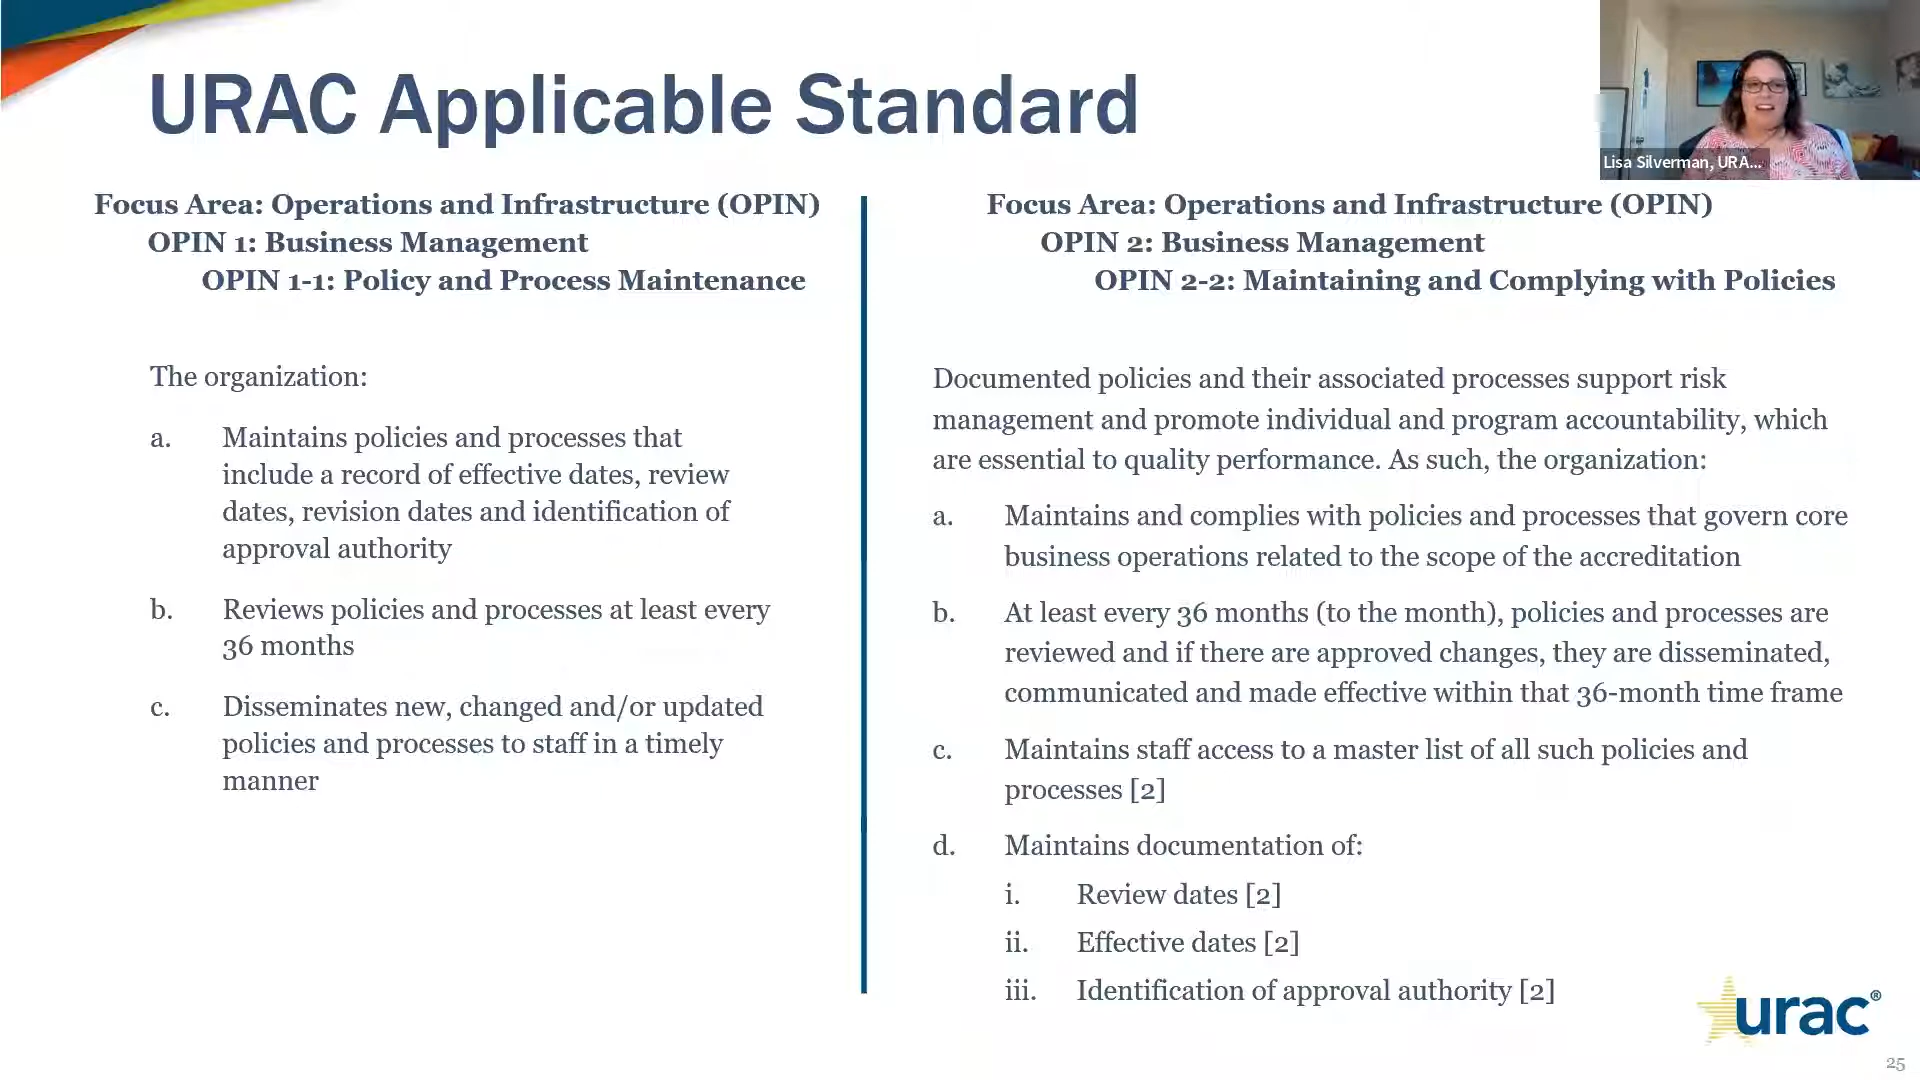 URAC Applicable Standard
Lisa Silverman, URA...
Focus Area: Operations and Infrastructure (OPIN)
OPIN 1: Business Management
OPIN 1-1: Policy and Process Maintenance
The organization:
a. Maintains policies and processes that
include a record of effective dates, review
dates, revision dates and identification of
approval authority
b. Reviews policies and processes at least every
36 months
c. Disseminates new, changed and/or updated
policies and processes to staff in a timely
manner
Focus Area: Operations and Infrastructure (OPIN)
OPIN 2: Business Management
OPIN 2-2: Maintaining and Complying with Policies
Documented policies and their associated processes support risk
management and promote individual and program accountability, which
are essential to quality performance. As such, the organization:
a. Maintains and complies with policies and processes that govern core
business operations related to the scope of the accreditation
b. At least every 36 months (to the month), policies and processes are
reviewed and if there are approved changes, they are disseminated,
communicated and made effective within that 36-month time frame
c. Maintains staff access to a master list of all such policies and
processes [2]
d. Maintains documentation of:
i. Review dates [2]
ii. Effective dates [2]
iii. Identification of approval authority [2]
urac®
25